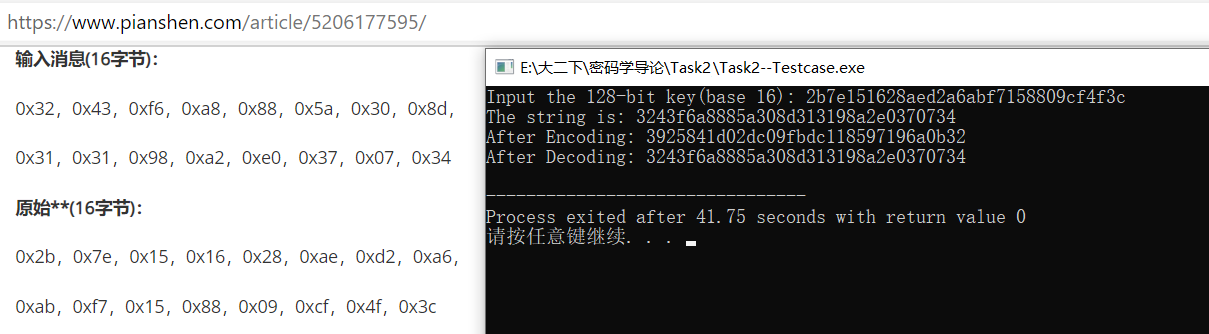 https://www.pianshen.com/article/5206177595/
输入消息(16字节)：
0x32，0x43，0xf6，0xa8，0x88，0x5a，0x30，0x8d，
0x31，0x31，0x98，0xa2，0xe0，0x37，0x07，0x34
原始**(16字节)：
0x2b，0x7e，0x15，0x16，0x28，0xae，0xd2，0xa6，
0xab，0xf7，0x15，0x88，0x09，0xcf，0x4f，0x3c
E:\大二下\密码学导论\Task2\Task2--Testcase.exe
Input the 128-bit key(base 16): 2b7e151628aed2a6abf7158809cf4f3c
The string is: 3243f6a8885a308d313198a2e0370734
After Encoding: 3925841d02dc09fbdc118597196a0b32
After Decoding: 3243f6a8885a308d313198a2e0370734
--------------------------------
Process exited after 41.75 seconds with return value 0
请按任意键继续. . .